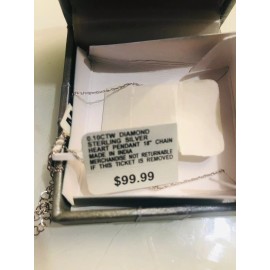 0.10CTW DIAMOND
STERLING SILVER
HEART PENDANT 18" CHAIN
MADE IN INDIA
MERCHANDISE NOT RETURNABLE
IF THIS TICKET IS REMOVED
$99.99